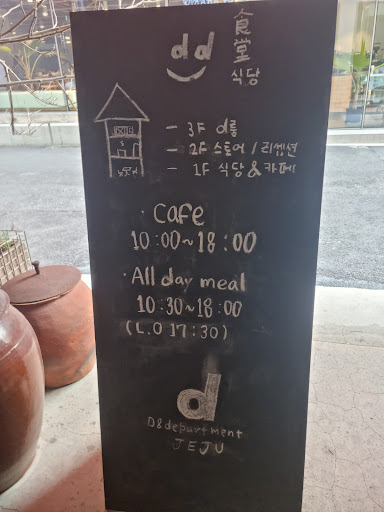 dd 食堂
식당
- 3F d룸
- 2F 스토어 / 리셉션
- 1F 식당 & 카페
· Cafe
10:00~18:00
· All day meal
10:30~18:00
(L.O 17:30)
d
D&department
JEJU